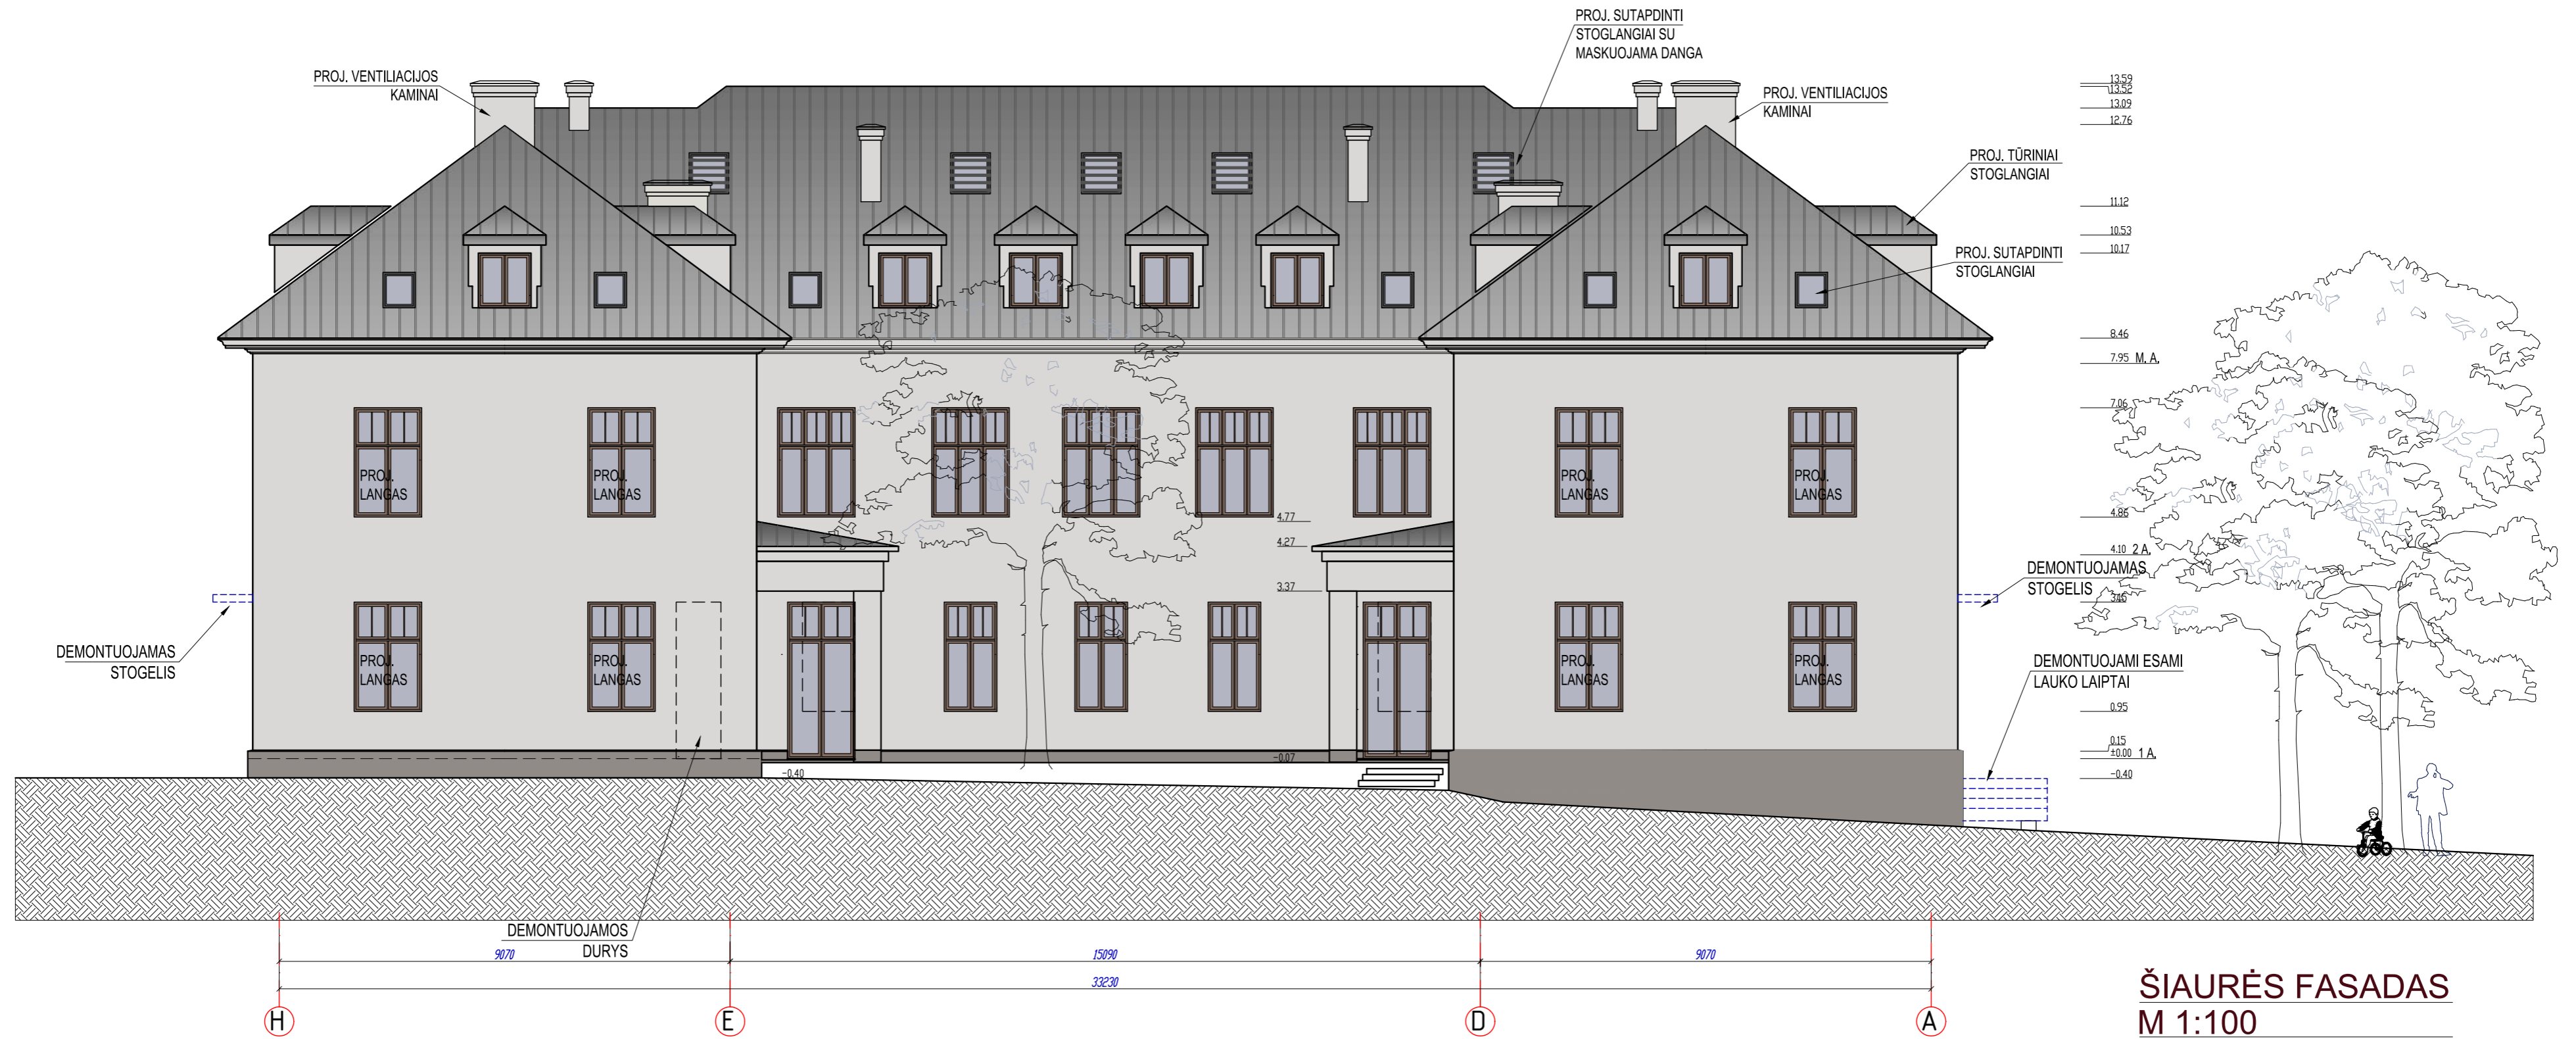 PROJ. SUTAPDINTI
STOGLANGIAI SU
MASKUOJAMA DANGA
PROJ. VENTILIACIJOS
KAMINAI
PROJ. VENTILIACIJOS
KAMINAI
PROJ. TŪRINIAI
STOGLANGIAI
PROJ. SUTAPDINTI
STOGLANGIAI
13.59
13.52
13.09
12.76
11.12
10.53
10.17
8.46
7.95 M. A.
7.06
4.86
4.10 2 A.
3.15
0.95
0.15
±0.00 1 A.
-0.40
PROJ.
LANGAS
PROJ.
LANGAS
PROJ.
LANGAS
PROJ.
LANGAS
4.77
4.27
3.37
DEMONTUOJAMAS
STOGELIS
DEMONTUOJAMAS
STOGELIS
PROJ.
LANGAS
PROJ.
LANGAS
PROJ.
LANGAS
PROJ.
LANGAS
DEMONTUOJAMI ESAMI
LAUKO LAIPTAI
-0.40
-0.07
DEMONTUOJAMOS
DURYS
9070
15090
9070
33230
H
E
D
A
ŠIAURĖS FASADAS
M 1:100